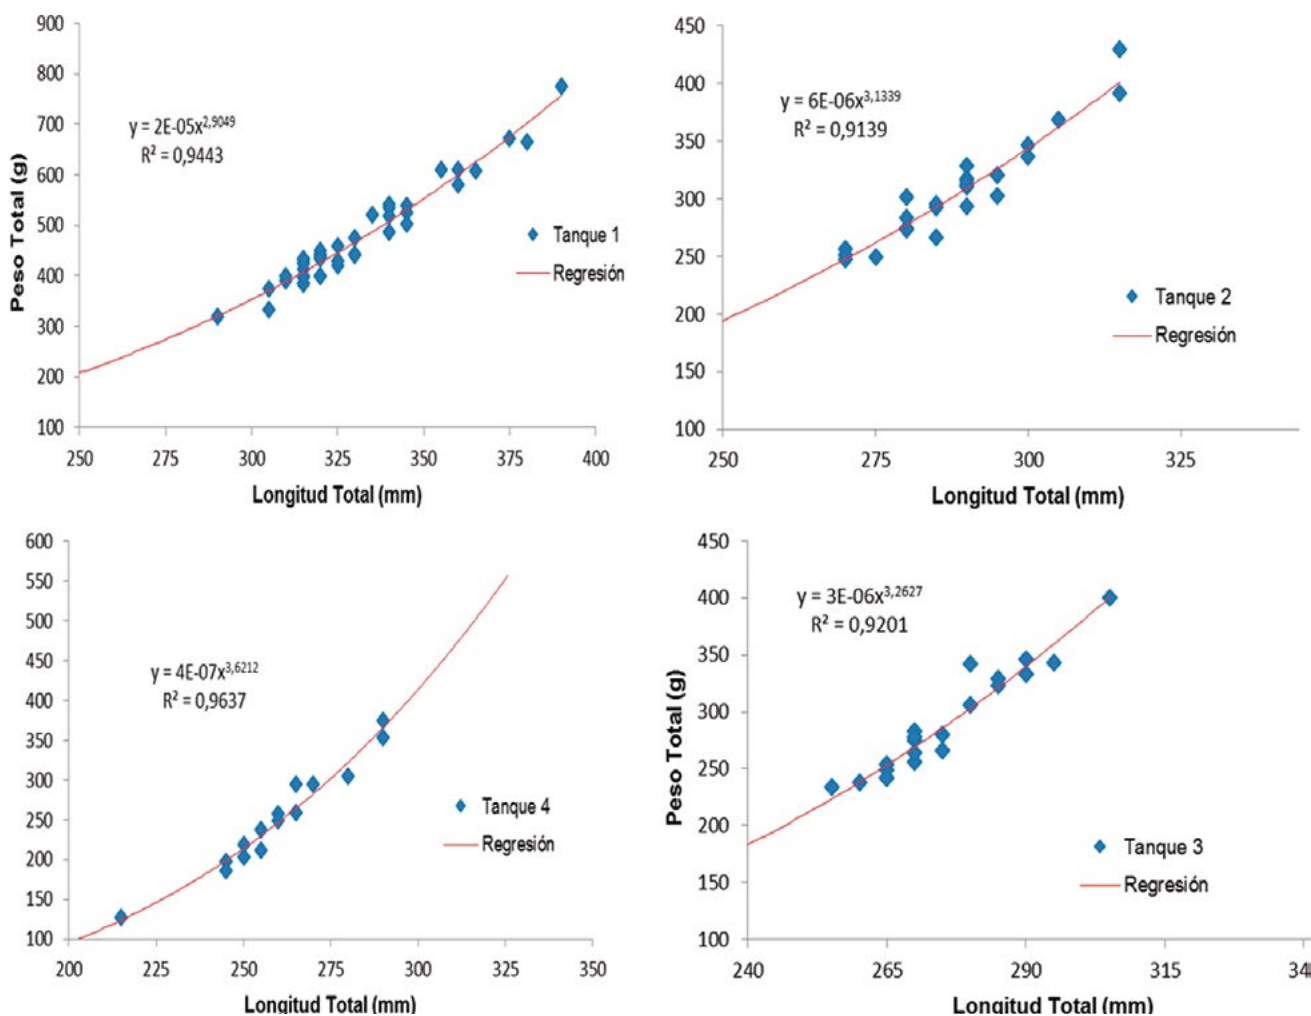 900
800
700
600
500
400
300
200
100
Peso Total (g)
y = 2E-05x^2,9049
R² = 0,9443
Tanque 1
Regresión
250 275 300 325 350 375 400
Longitud Total (mm)
450
400
350
300
250
200
150
100
y = 6E-06x^3,1339
R² = 0,9139
Tanque 2
Regresión
250 275 300 325
Longitud Total (mm)
600
550
500
450
400
350
300
250
200
150
100
y = 4E-07x^3,6212
R² = 0,9637
Tanque 4
Regresión
200 225 250 275 300 325 350
Longitud Total (mm)
450
400
350
300
250
200
150
100
Peso Total (g)
y = 3E-06x^3,2627
R² = 0,9201
Tanque 3
Regresión
240 265 290 315
Longitud Total (mm)